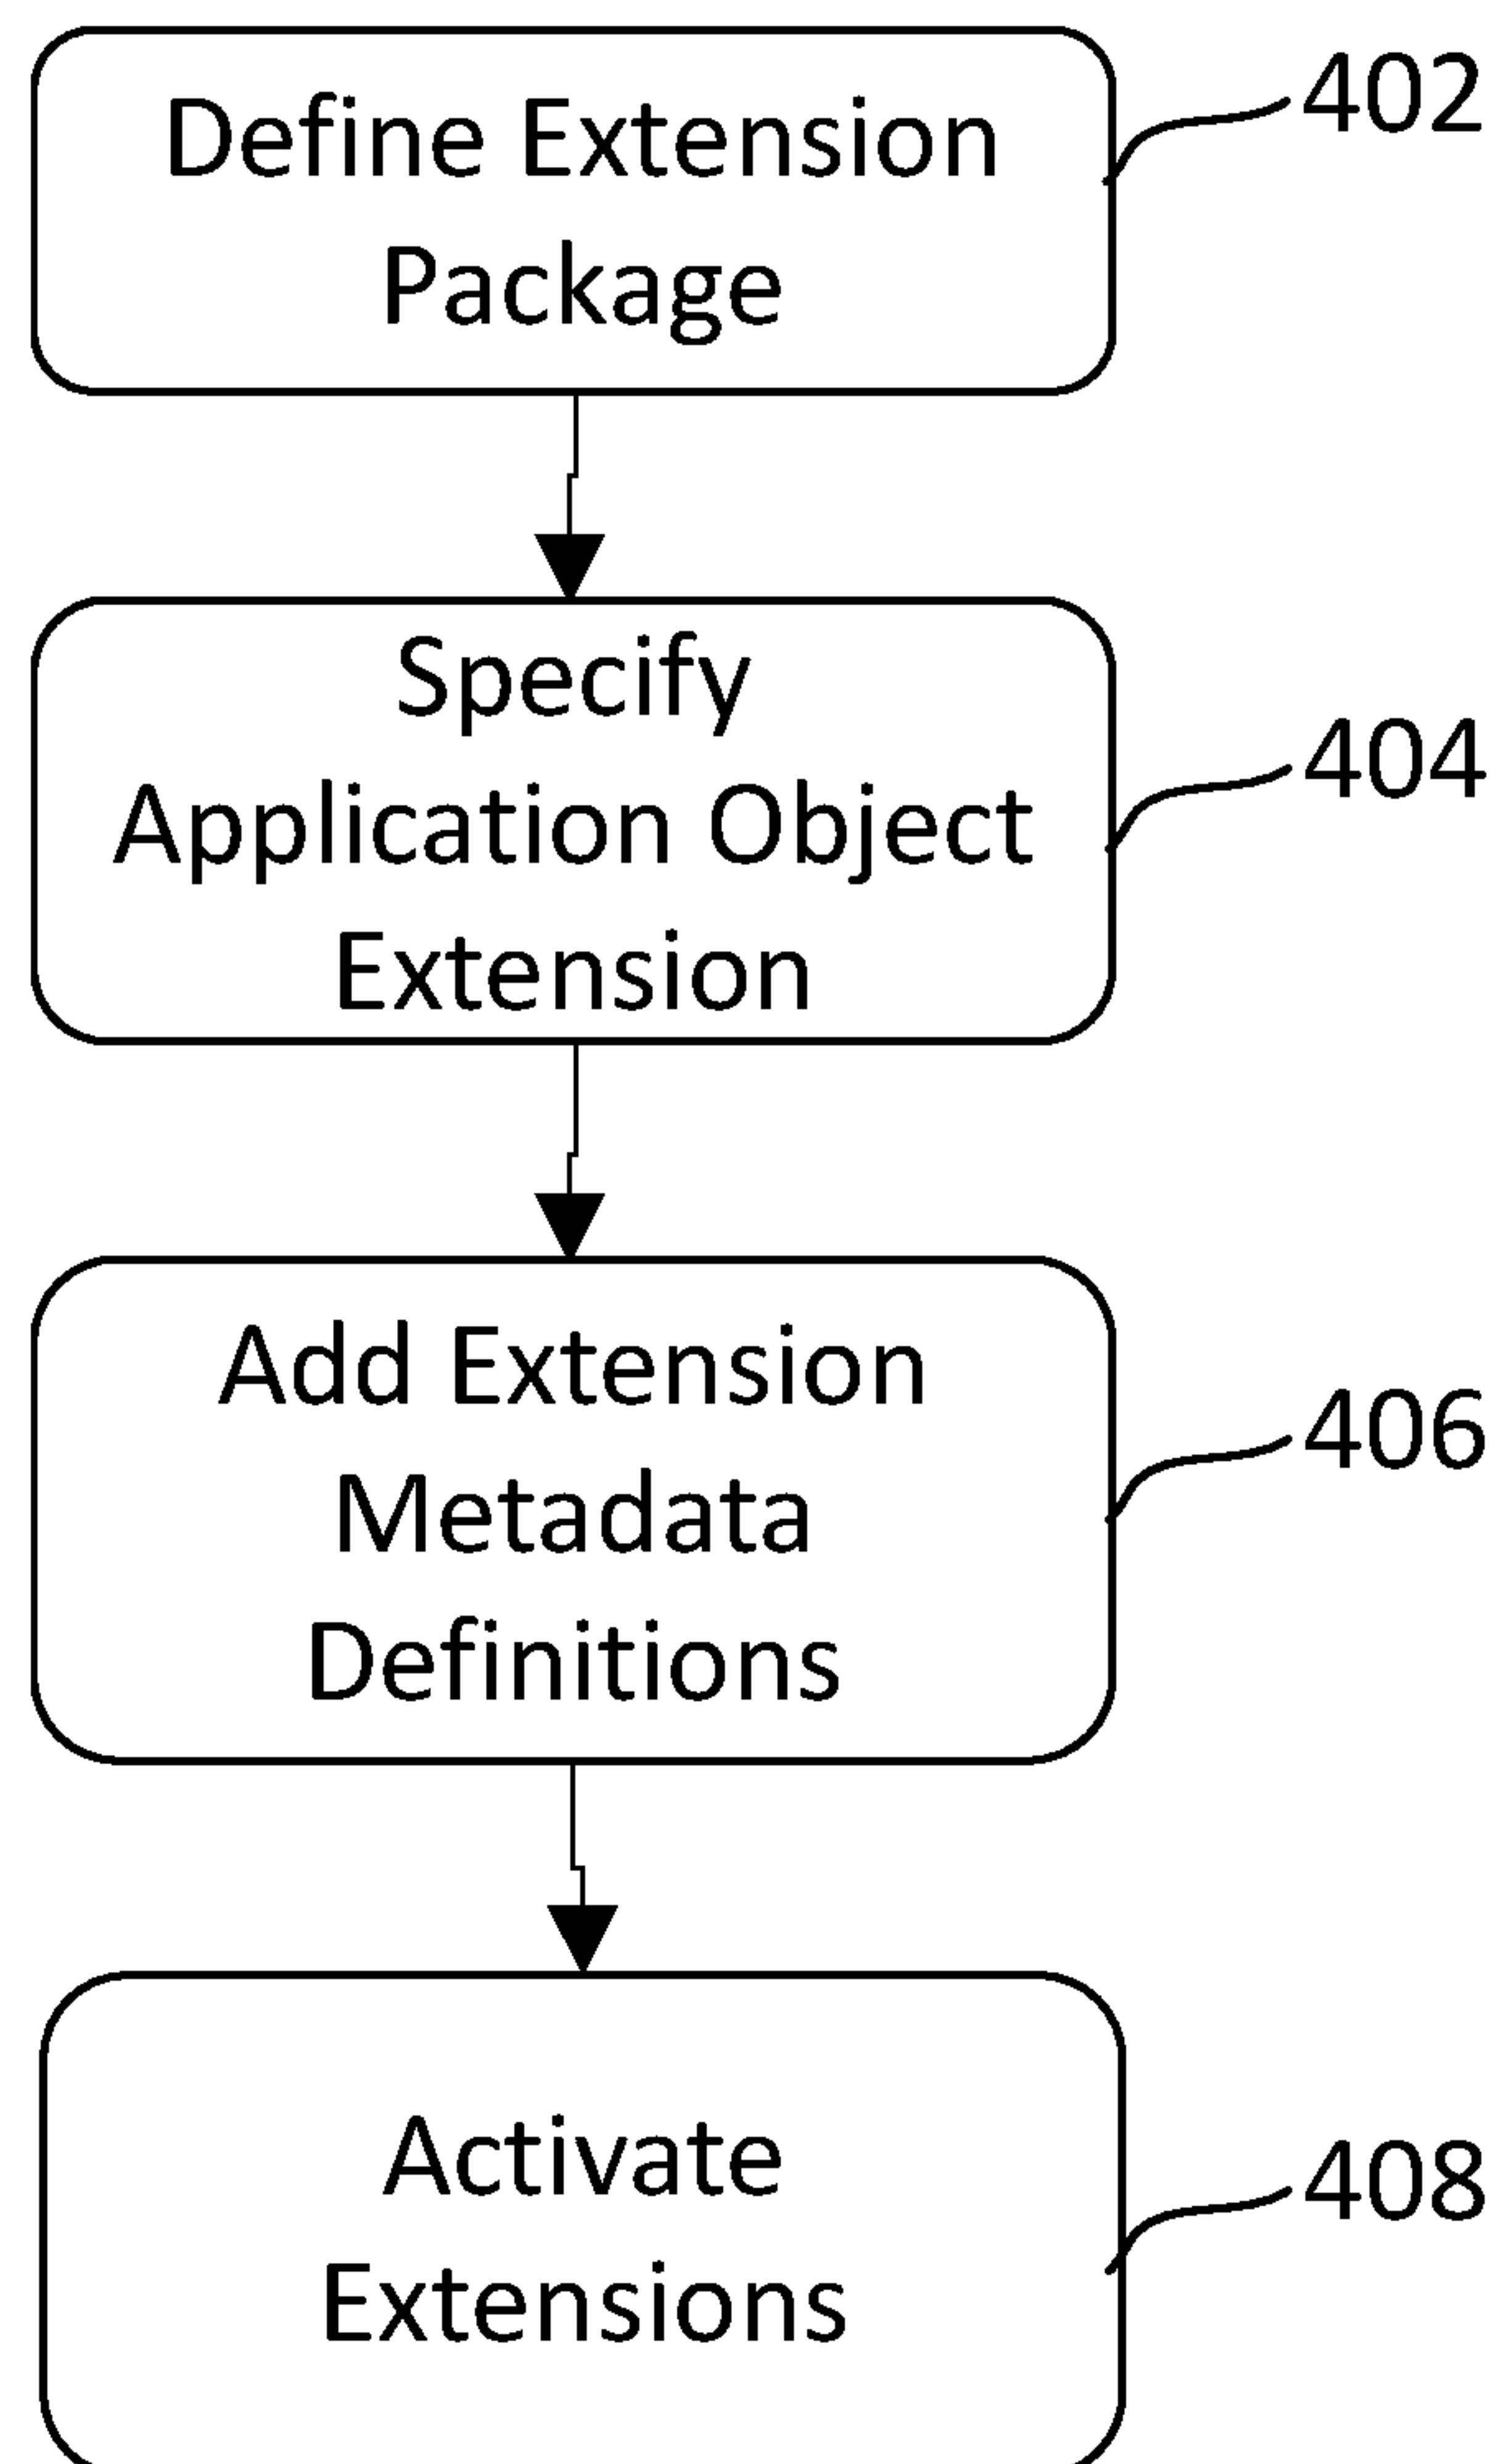 Define Extension
Package
402
Specify
Application Object
Extension
404
Add Extension
Metadata
Definitions
406
Activate
Extensions
408